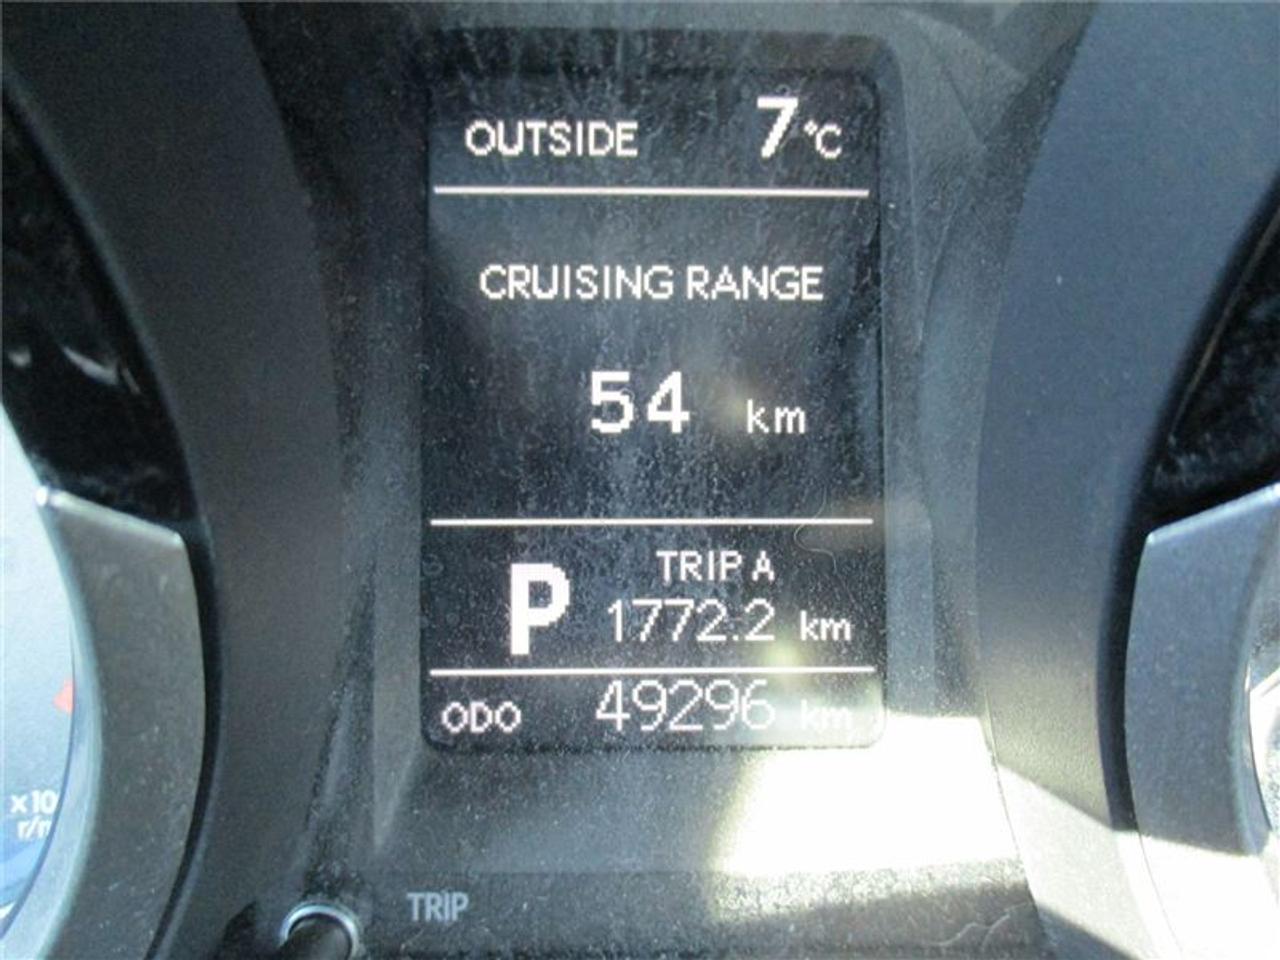 OUTSIDE 7°C
CRUISING RANGE
54 km
P
TRIP A
1772.2 km
ODO 49296 km
TRIP